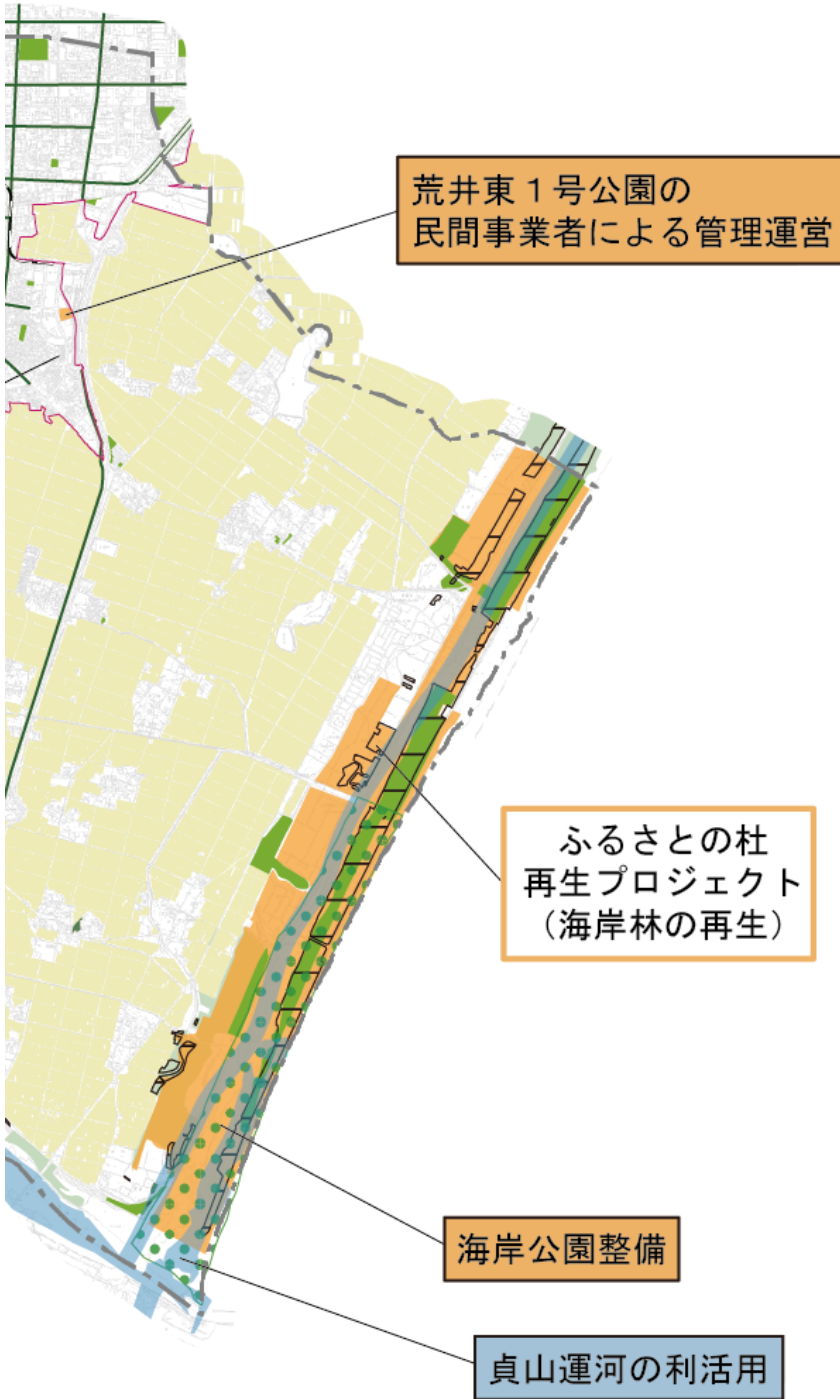 荒井東１号公園の
民間事業者による管理運営
ふるさとの杜
再生プロジェクト
（海岸林の再生）
海岸公園整備
貞山運河の利活用